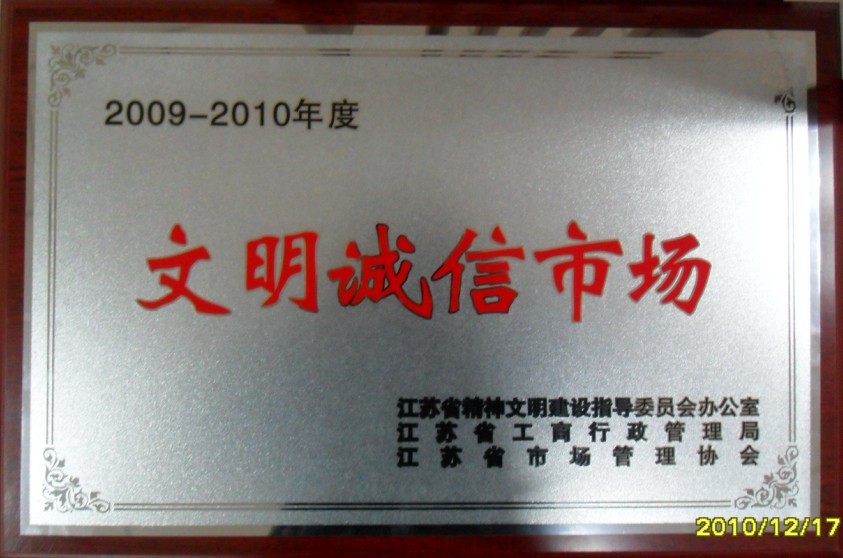 2009-2010年度
文明诚信市场
江苏省精神文明建设指导委员会办公室
江苏省工商行政管理局
江苏省市场管理协会
2010/12/17